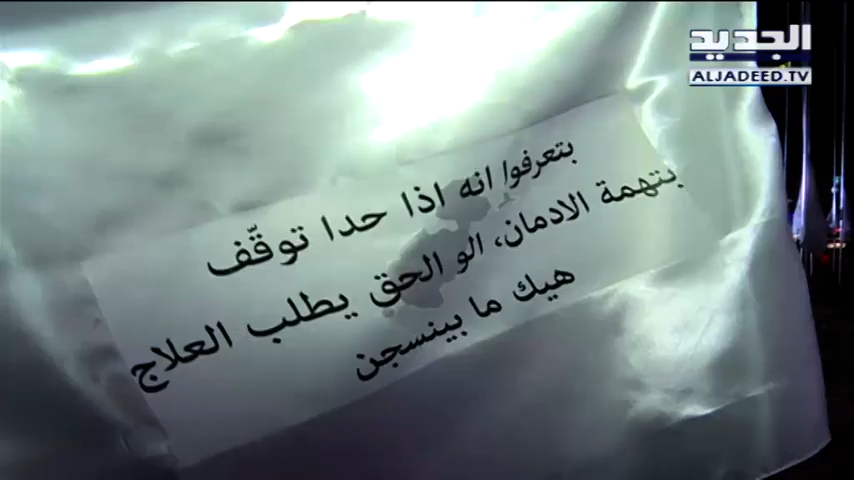 الجديد
ALJADEED.TV
بتعرفوا انه اذا حدا توقّف
بتهمة الادمان، الو الحق يطلب العلاج
هيك ما بينسجن